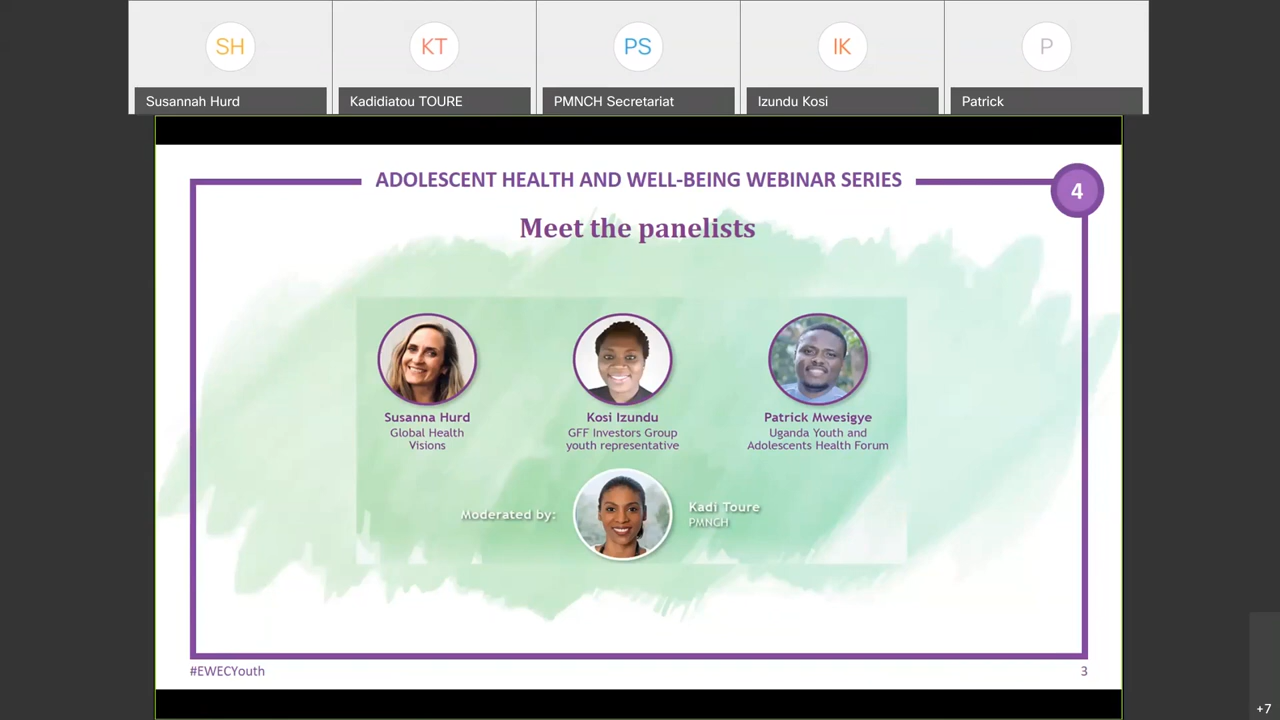 SH
KT
PS
IK
P
Susannah Hurd
Kadidiatou TOURE
PMNCH Secretariat
Izundu Kosi
Patrick
ADOLESCENT HEALTH AND WELL-BEING WEBINAR SERIES
4
Meet the panelists
Susanna Hurd
Global Health
Visions
Kosi Izundu
GFF Investors Group
youth representative
Patrick Mwesigye
Uganda Youth and
Adolescents Health Forum
Moderated by:
Kadi Toure
PMNCH
#EWECYouth
3
+7